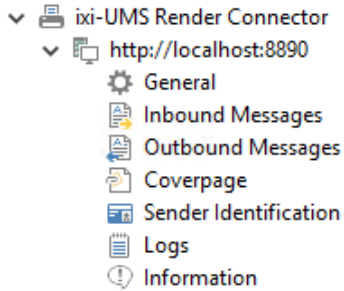 ixi-UMS Render Connector
http://localhost:8890
General
Inbound Messages
Outbound Messages
Coverpage
Sender Identification
Logs
Information